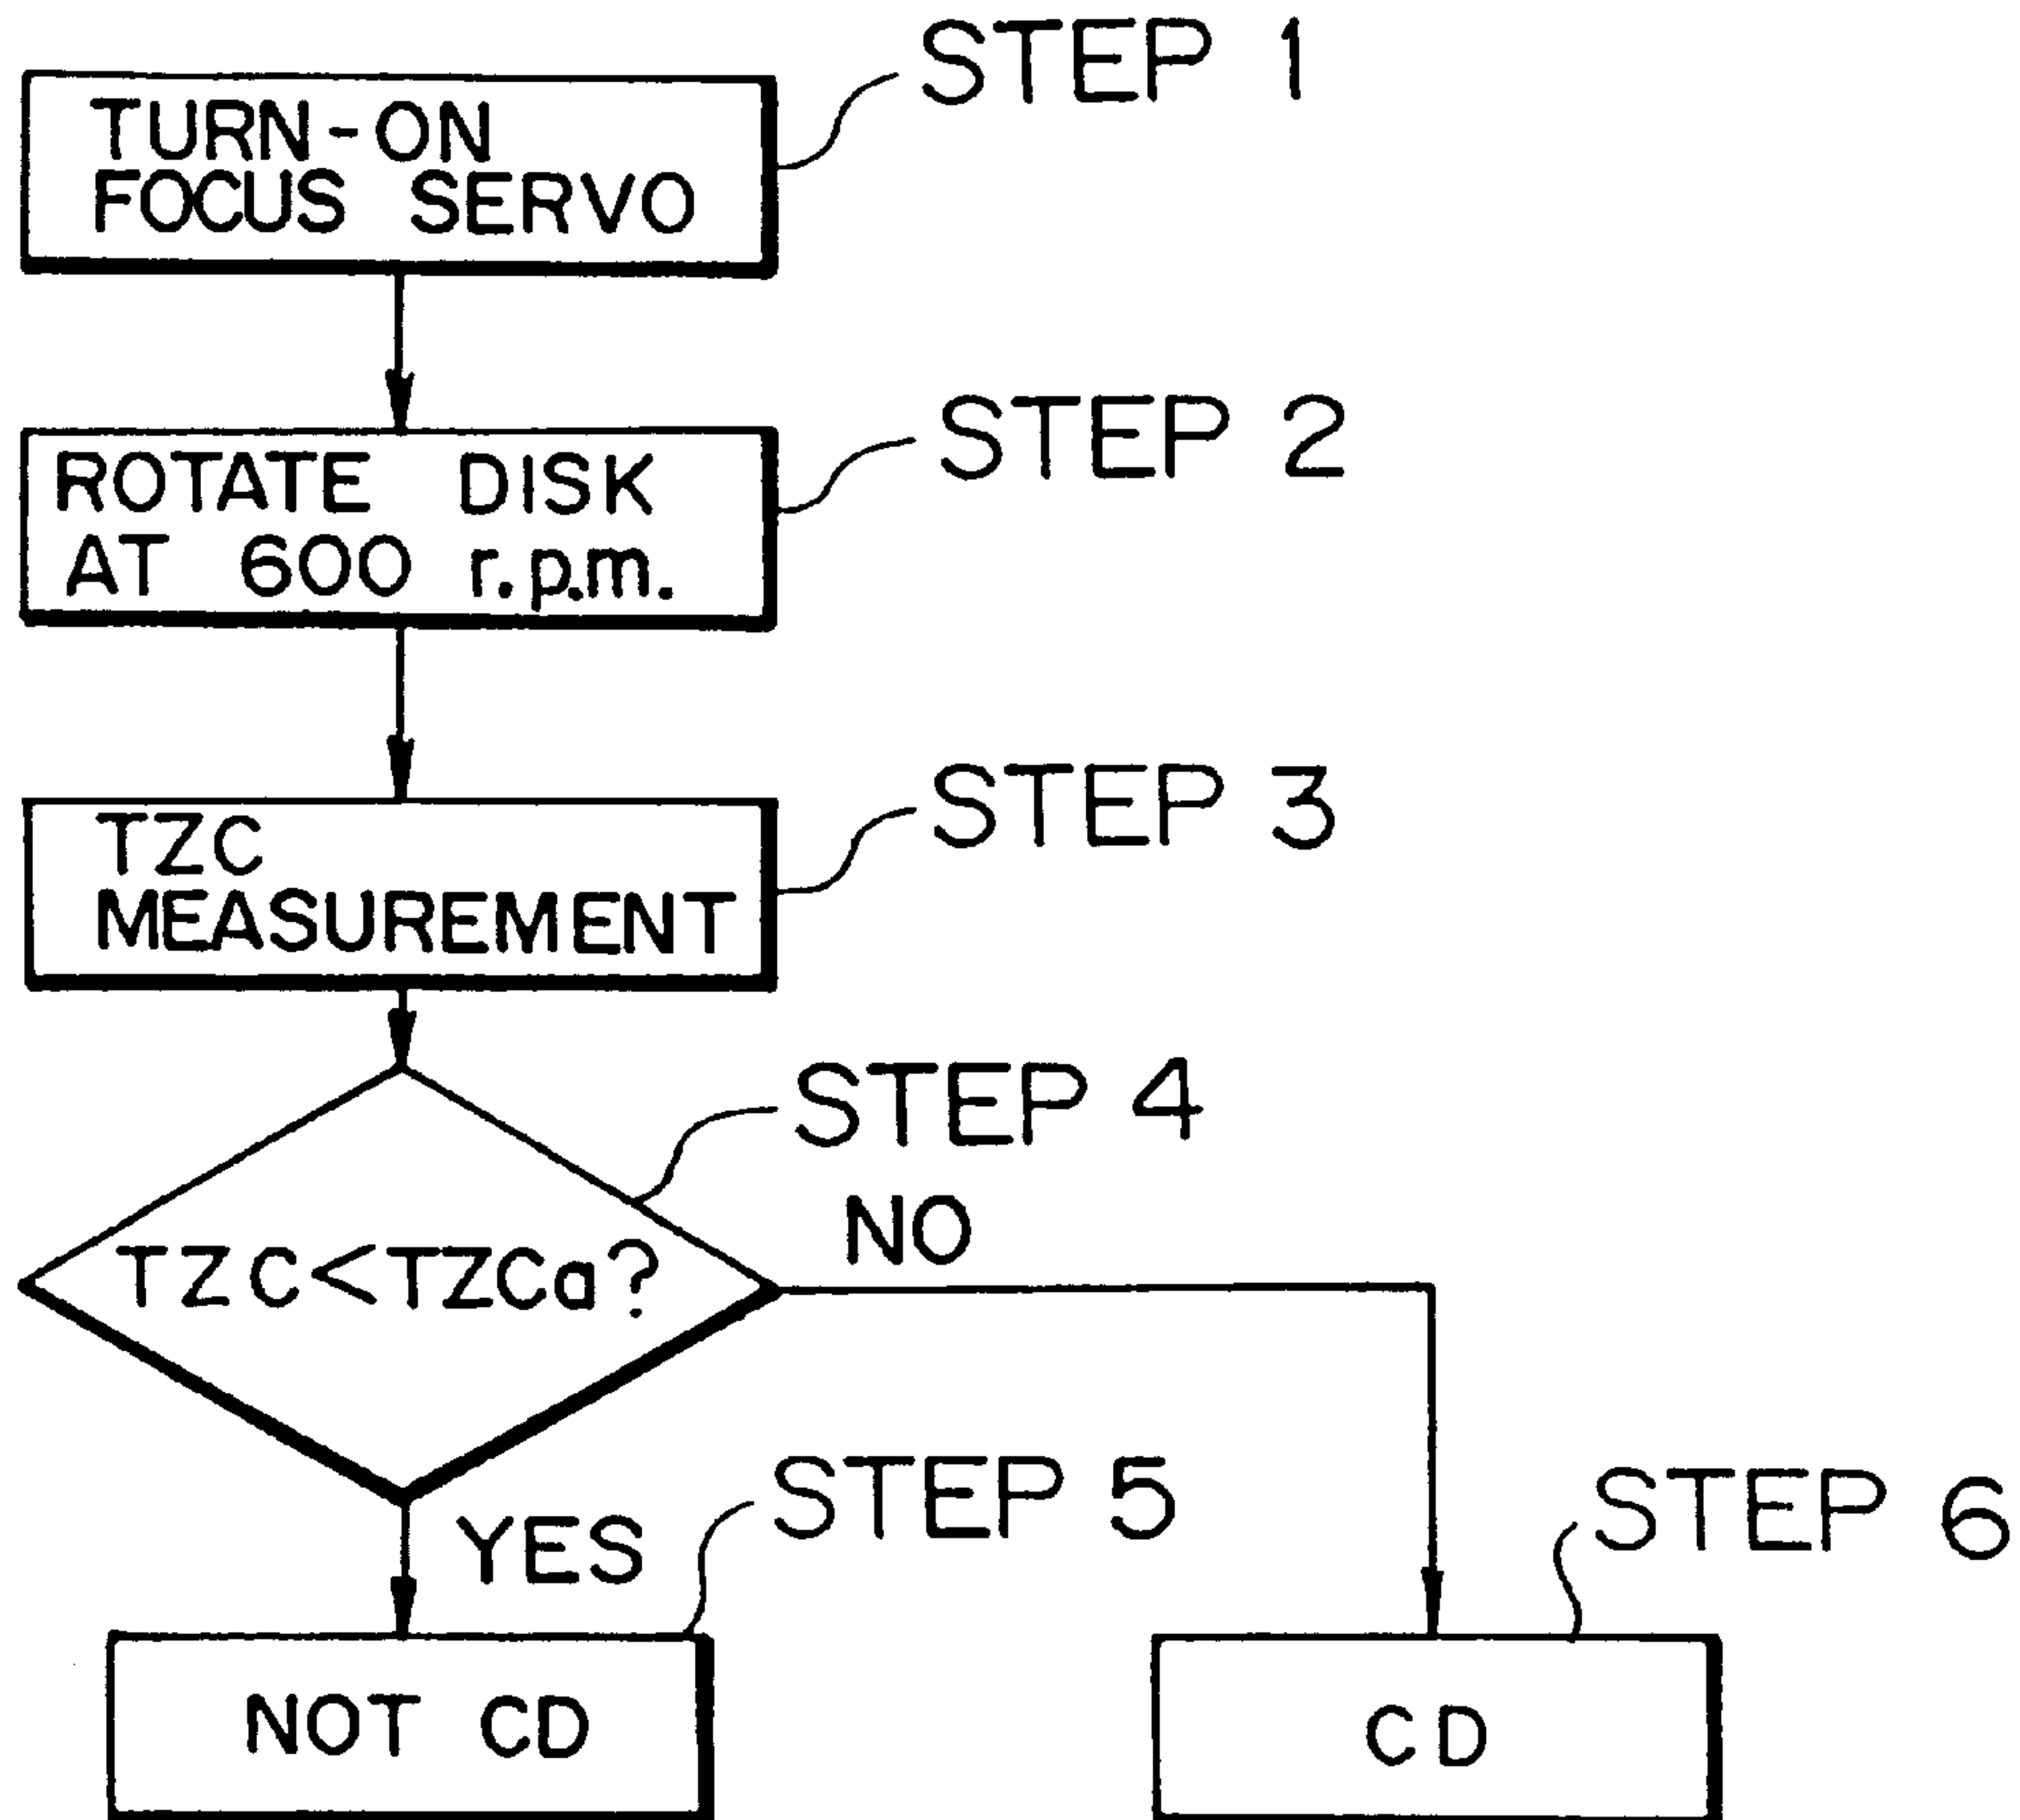 STEP 1
TURN-ON
FOCUS SERVO
STEP 2
ROTATE DISK
AT 600 r.p.m.
STEP 3
TZC
MEASUREMENT
STEP 4
NO
TZC<TZCa?
STEP 5
YES
STEP 6
NOT CD
CD